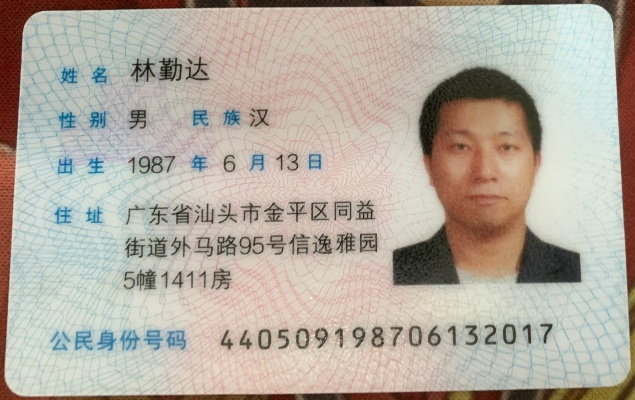 姓名 林勤达
性别 男 民族 汉
出生 1987 年 6 月 13 日
住址 广东省汕头市金平区同益
街道外马路95号信逸雅园
5幢1411房
公民身份号码 440509198706132017